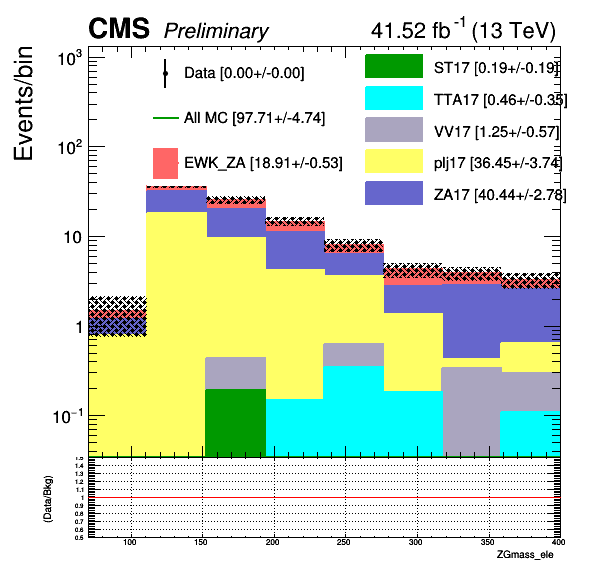 CMS Preliminary 41.52 fb⁻¹ (13 TeV)
Events/bin
10³
10²
10
1
10⁻¹
Data [0.00+/-0.00]
All MC [97.71+/-4.74]
EWK_ZA [18.91+/-0.53]
ST17 [0.19+/-0.19]
TTA17 [0.46+/-0.35]
VV17 [1.25+/-0.57]
plj17 [36.45+/-3.74]
ZA17 [40.44+/-2.78]
(Data/Bkg)
1.5
1.4
1.3
1.2
1.1
1
0.9
0.8
0.7
0.6
0.5
100 150 200 250 300 350 400
ZGmass_ele